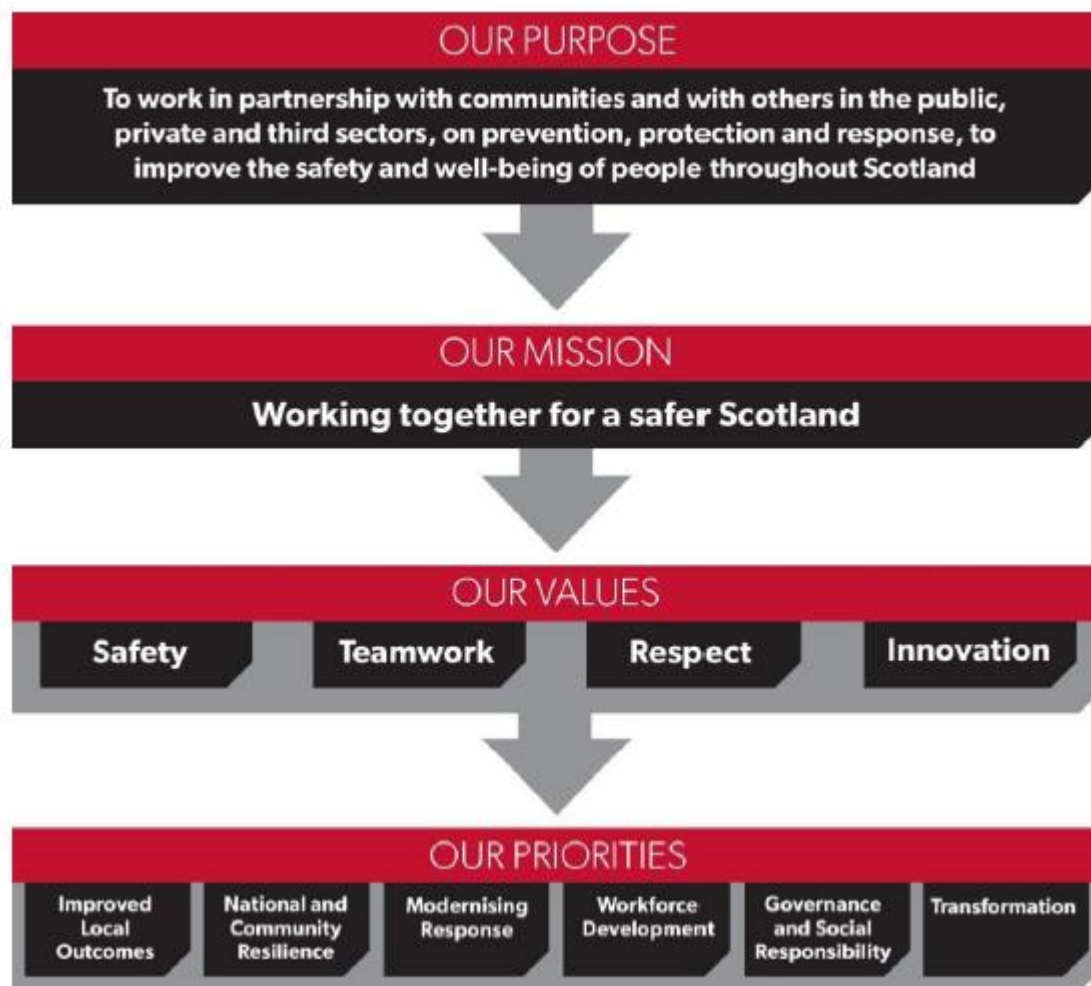 OUR PURPOSE
To work in partnership with communities and with others in the public,
private and third sectors, on prevention, protection and response, to
improve the safety and well-being of people throughout Scotland
OUR MISSION
Working together for a safer Scotland
OUR VALUES
Safety
Teamwork
Respect
Innovation
OUR PRIORITIES
Improved
Local
Outcomes
National and
Community
Resilience
Modernising
Response
Workforce
Development
Governance
and Social
Responsibility
Transformation